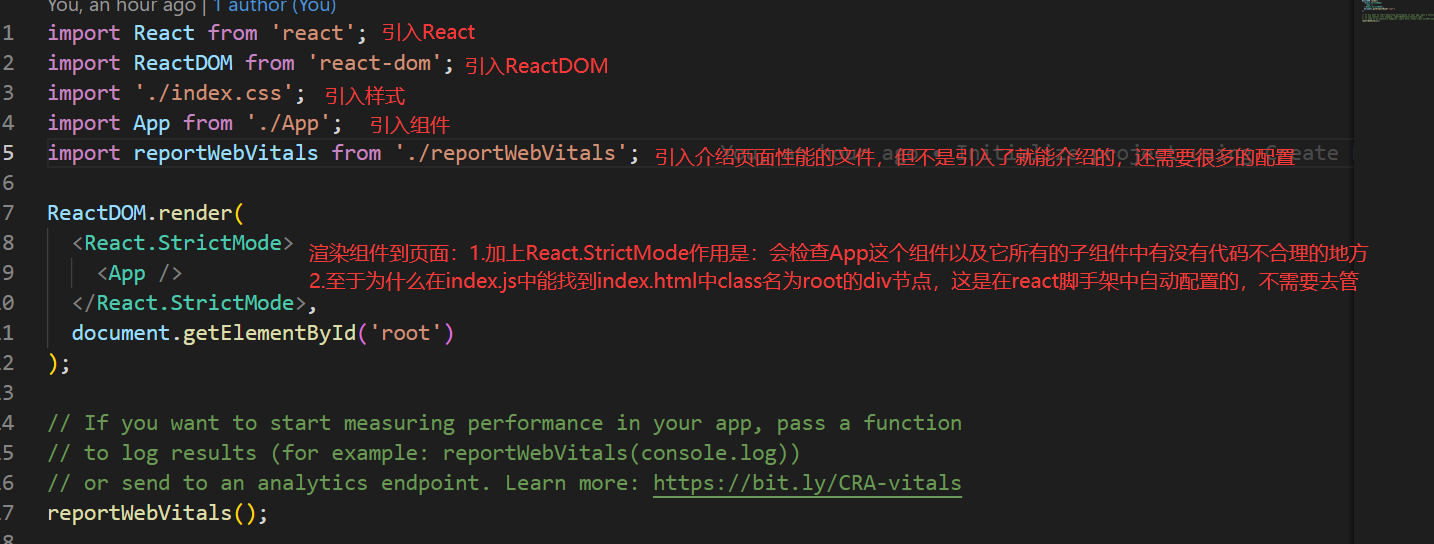 You, an hour ago | 1 author (You)
1 import React from 'react'; 引入React
2 import ReactDOM from 'react-dom'; 引入ReactDOM
3 import './index.css'; 引入样式
4 import App from './App'; 引入组件
5 import reportWebVitals from './reportWebVitals'; 引入介绍页面性能的文件，但不是引入了就能介绍的，还需要很多的配置
6
7 ReactDOM.render(
8 <React.StrictMode> 渲染组件到页面：1.加上React.StrictMode作用是：会检查App这个组件以及它所有的子组件中有没有代码不合理的地方
9 <App /> 2.至于为什么在index.js中能找到index.html中class名为root的div节点，这是在react脚手架中自动配置的，不需要去管
10 </React.StrictMode>,
11 document.getElementById('root')
12 );
13
14 // If you want to start measuring performance in your app, pass a function
15 // to log results (for example: reportWebVitals(console.log))
16 // or send to an analytics endpoint. Learn more: https://bit.ly/CRA-vitals
17 reportWebVitals();